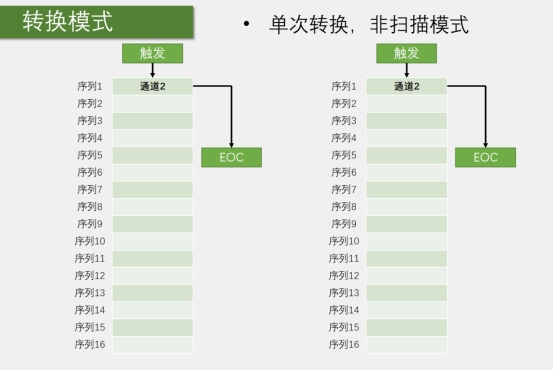 转换模式
• 单次转换，非扫描模式
触发
序列1 通道2
序列2
序列3
序列4
序列5
序列6
序列7
序列8
序列9
序列10
序列11
序列12
序列13
序列14
序列15
序列16
EOC
触发
序列1 通道2
序列2
序列3
序列4
序列5
序列6
序列7
序列8
序列9
序列10
序列11
序列12
序列13
序列14
序列15
序列16
EOC